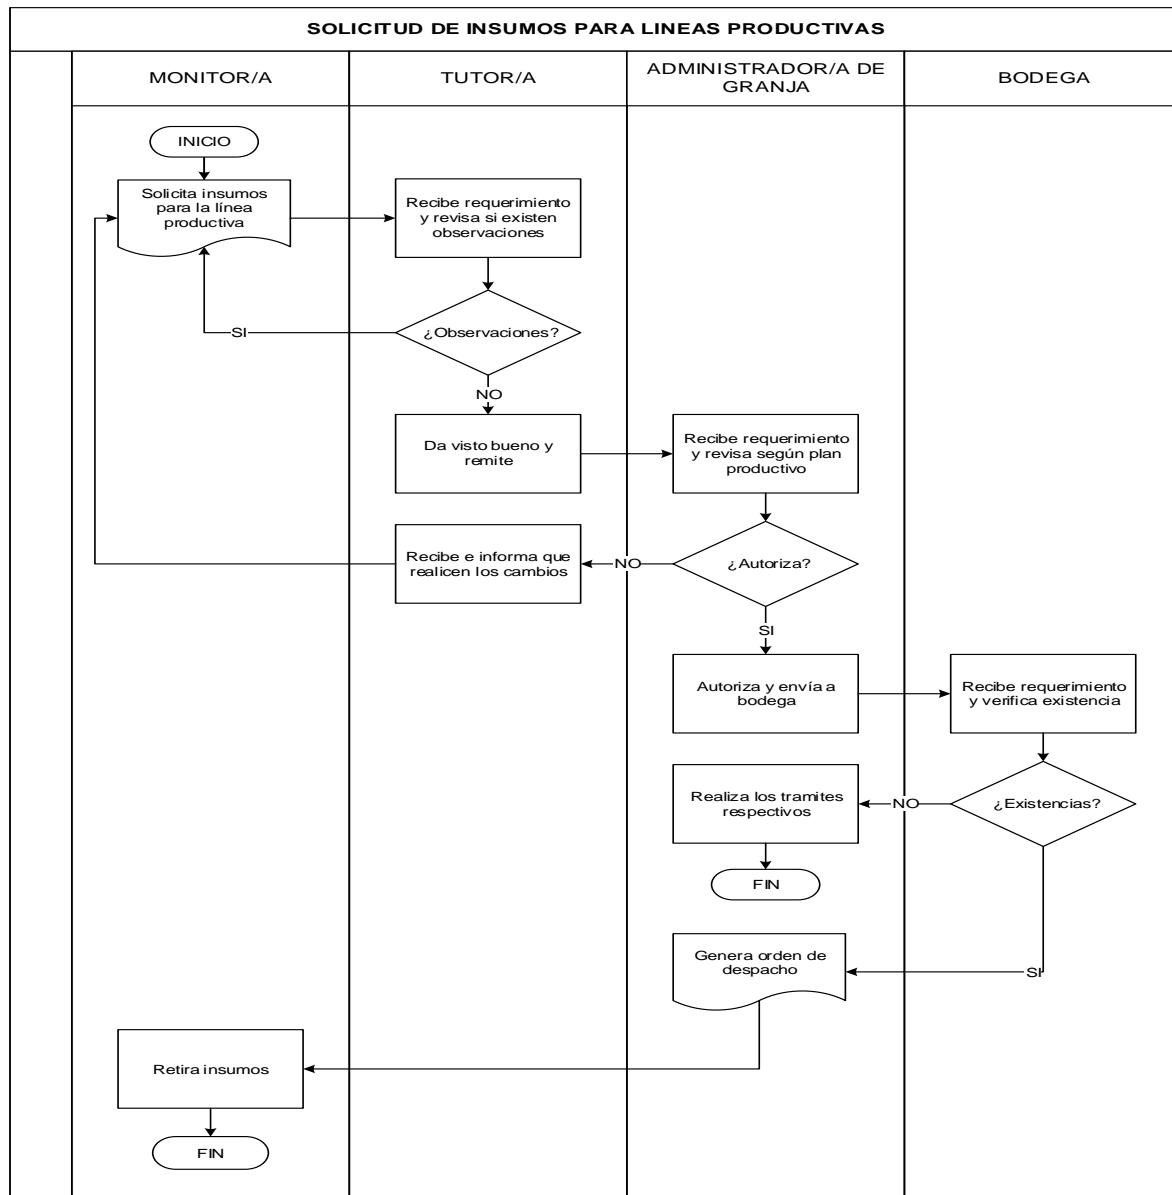 SOLICITUD DE INSUMOS PARA LINEAS PRODUCTIVAS
MONITOR/A
TUTOR/A
ADMINISTRADOR/A DE
GRANJA
BODEGA
INICIO
Solicita insumos
para la línea
productiva
Recibe requerimiento
y revisa si existen
observaciones
¿Observaciones?
SI
NO
Da visto bueno y
remite
Recibe requerimiento
y revisa según plan
productivo
¿Autoriza?
NO
Recibe e informa que
realicen los cambios
SI
Autoriza y envía a
bodega
Recibe requerimiento
y verifica existencia
¿Existencias?
NO
Realiza los tramites
respectivos
FIN
SI
Genera orden de
despacho
Retira insumos
FIN